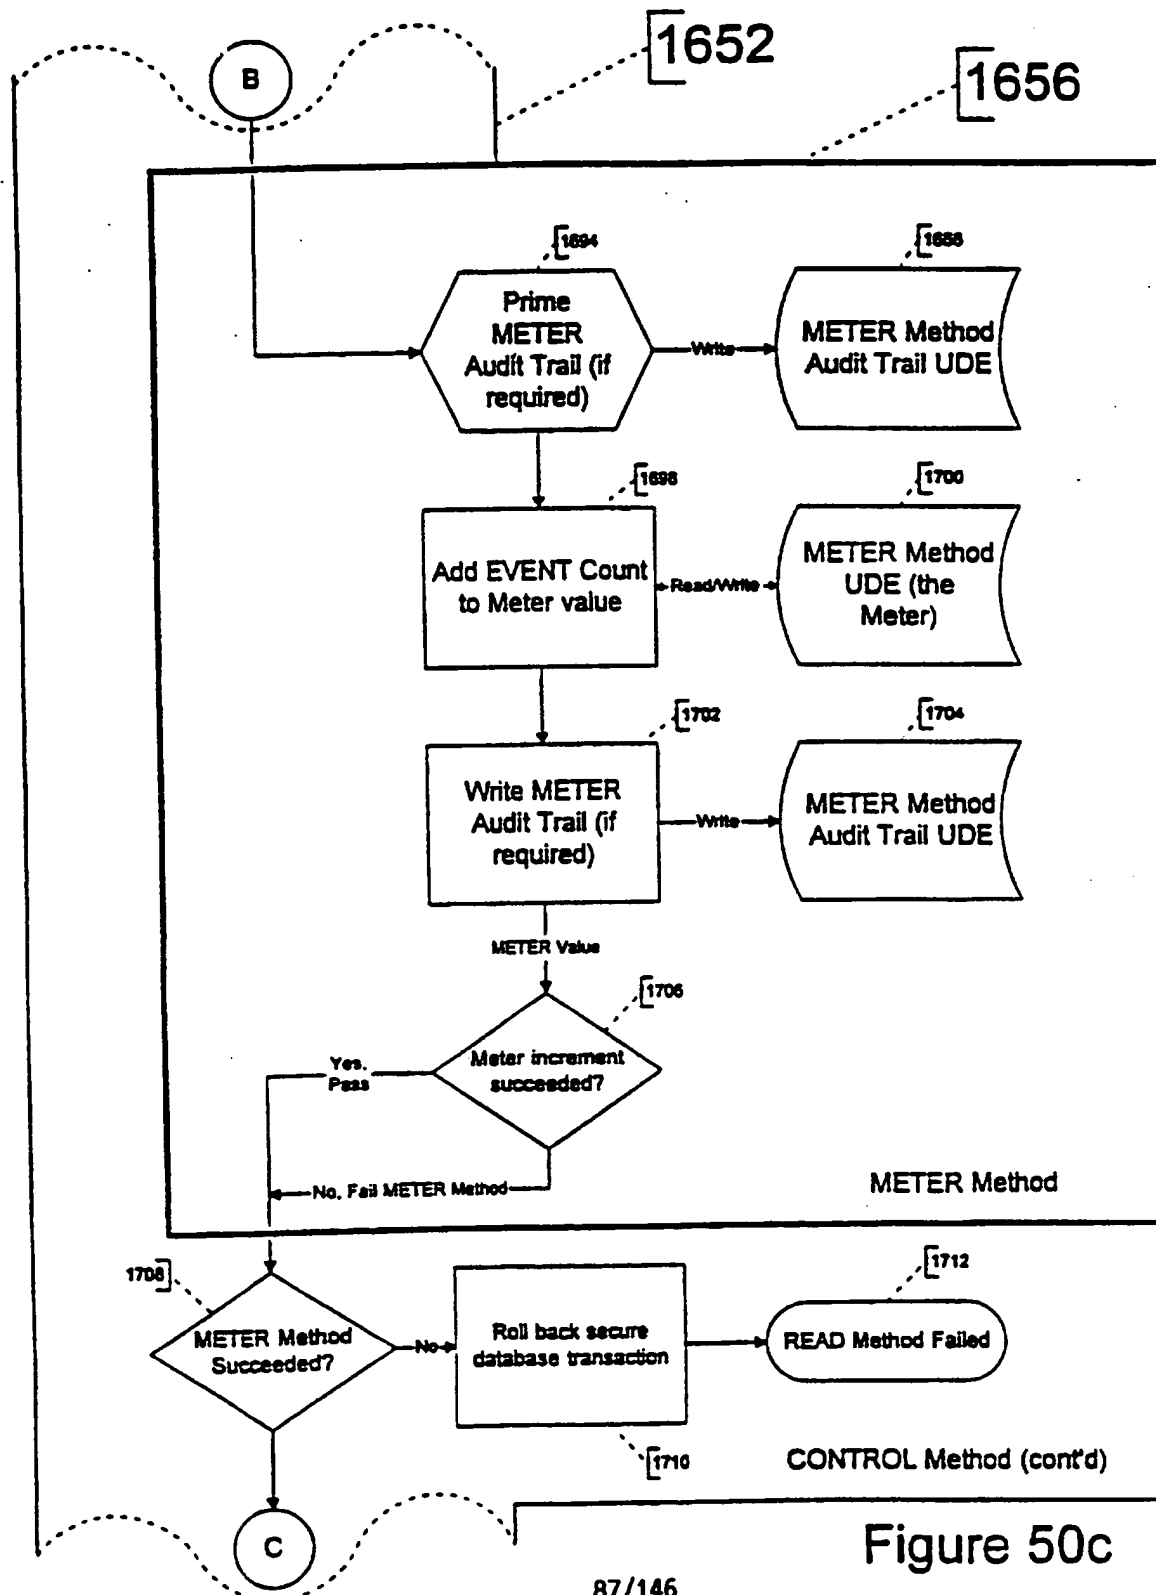 1652
B
1656
1694
Prime
METER
Audit Trail (if
required)
Write
METER Method
Audit Trail UDE
1698
Add EVENT Count
to Meter value
Read/Write
1700
METER Method
UDE (the
Meter)
1702
Write METER
Audit Trail (if
required)
Write
1704
METER Method
Audit Trail UDE
METER Value
1706
Meter increment
succeeded?
Yes,
Pass
No, Fail METER Method
METER Method
1708
METER Method
Succeeded?
No
Roll back secure
database transaction
1710
1712
READ Method Failed
CONTROL Method (cont'd)
C
Figure 50c
87/146